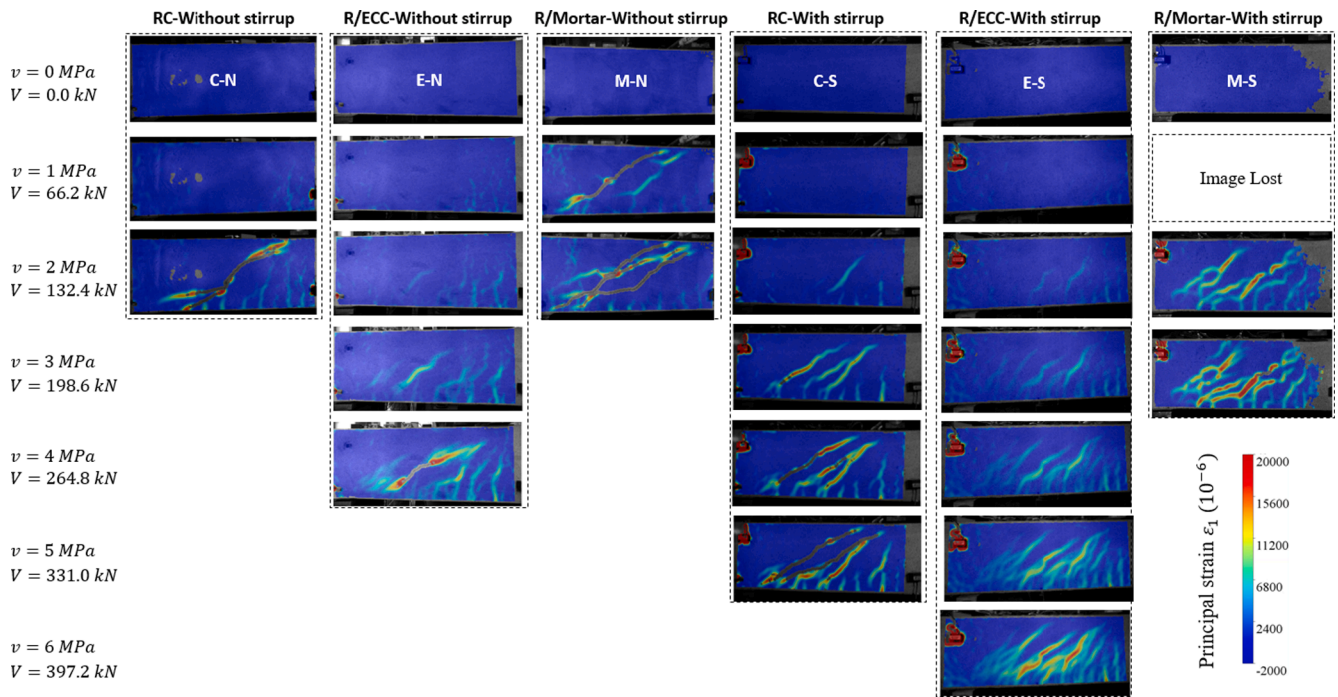 RC-Without stirrup
R/ECC-Without stirrup
R/Mortar-Without stirrup
RC-With stirrup
R/ECC-With stirrup
R/Mortar-With stirrup
v = 0 MPa
V = 0.0 kN
C-N
E-N
M-N
C-S
E-S
M-S
v = 1 MPa
V = 66.2 kN
Image Lost
v = 2 MPa
V = 132.4 kN
v = 3 MPa
V = 198.6 kN
v = 4 MPa
V = 264.8 kN
v = 5 MPa
V = 331.0 kN
v = 6 MPa
V = 397.2 kN
Principal strain ε₁ (10⁻⁶)
20000
15600
11200
6800
2400
-2000